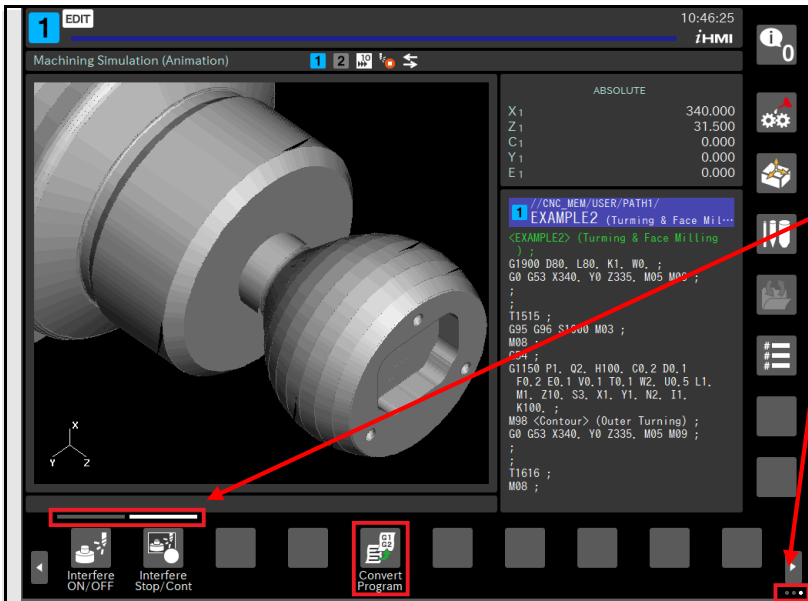 1 EDIT
10:46:25
iHMI
0
Machining Simulation (Animation)
1 2 10
ABSOLUTE
X1 340.000
Z1 31.500
C1 0.000
Y1 0.000
E1 0.000
1 //CNC_MEM/USER/PATH1/
EXAMPLE2 (Turming & Face Mil…
<EXAMPLE2> (Turming & Face Milling
) ;
G1900 D80. L80. K1. W0. ;
G0 G53 X340. Y0 Z335. M05 M09 ;
;
;
T1515 ;
G95 G96 S1000 M03 ;
M08 ;
G54 ;
G1150 P1. Q2. H100. C0.2 D0.1
F0.2 E0.1 V0.1 T0.1 W2. U0.5 L1.
M1. Z10. S3. X1. Y1. N2. I1.
K100. ;
M98 <Contour> (Outer Turning) ;
G0 G53 X340. Y0 Z335. M05 M09 ;
;
;
T1616 ;
M08 ;
X
Y Z
#
#
#
G1
G2
Interfere
ON/OFF
Interfere
Stop/Cont
Convert
Program